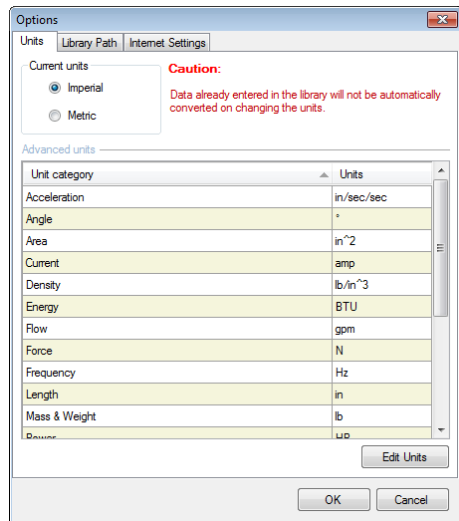 Options
Units Library Path Internet Settings
Current units
Imperial
Metric
Caution:
Data already entered in the library will not be automatically
converted on changing the units.
Advanced units
Unit category Units
Acceleration in/sec/sec
Angle °
Area in^2
Current amp
Density lb/in^3
Energy BTU
Flow gpm
Force N
Frequency Hz
Length in
Mass & Weight lb
Power HP
Edit Units
OK Cancel